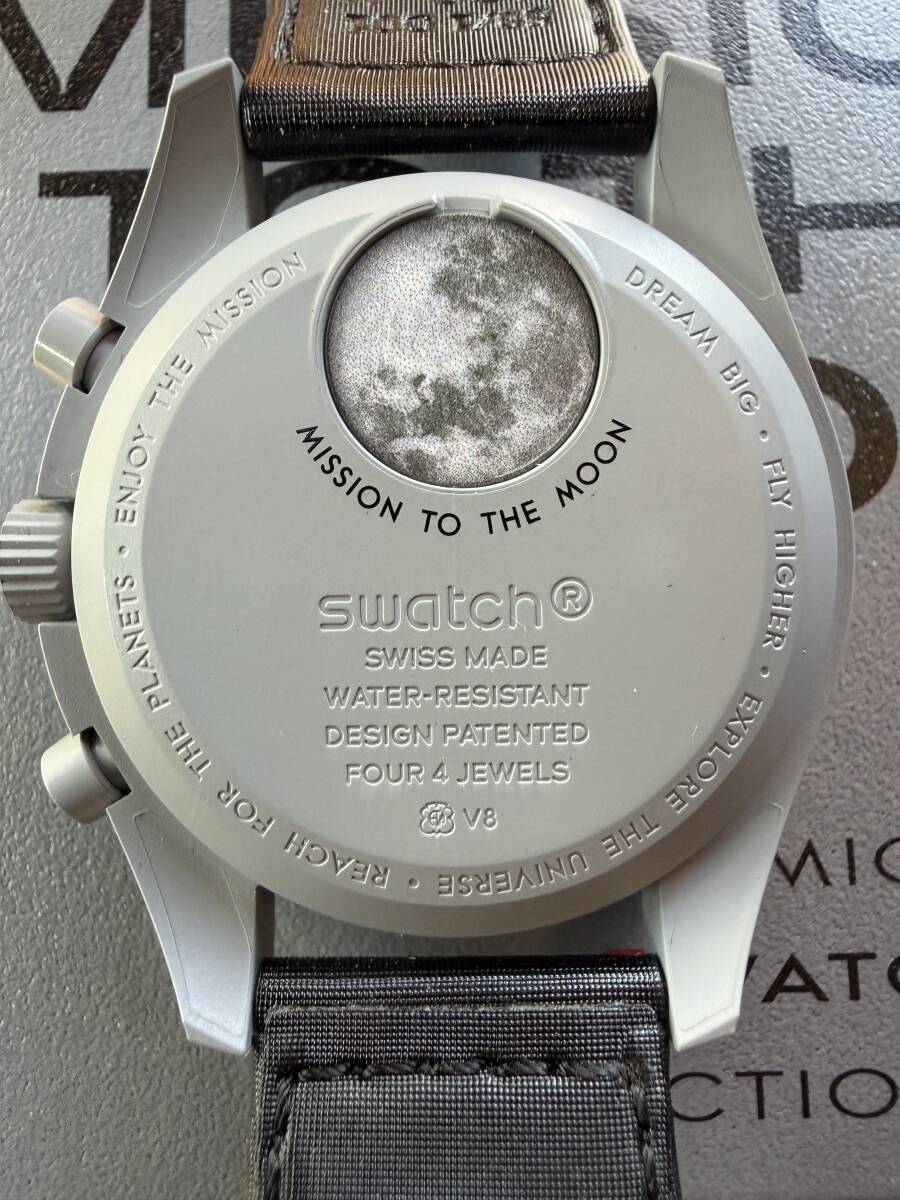 ENJOY THE MISSION
DREAM BIG • FLY HIGHER • EXPLORE THE UNIVERSE • REACH FOR THE PLANETS •
MISSION TO THE MOON
swatch®
SWISS MADE
WATER-RESISTANT
DESIGN PATENTED
FOUR 4 JEWELS
ETA V8